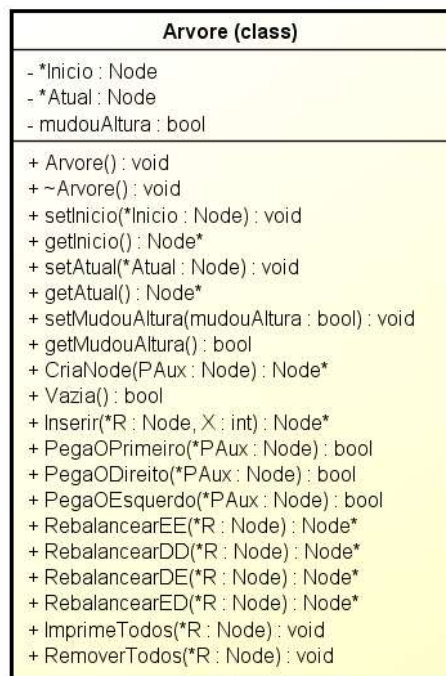 Arvore (class)
- *Inicio : Node
- *Atual : Node
- mudouAltura : bool
+ Arvore() : void
+ ~Arvore() : void
+ setInicio(*Inicio : Node) : void
+ getInicio() : Node*
+ setAtual(*Atual : Node) : void
+ getAtual() : Node*
+ setMudouAltura(mudouAltura : bool) : void
+ getMudouAltura() : bool
+ CriaNode(PAux : Node) : Node*
+ Vazia() : bool
+ Inserir(*R : Node, X : int) : Node*
+ PegaOPrimeiro(*PAux : Node) : bool
+ PegaODireito(*PAux : Node) : bool
+ PegaOEsquerdo(*PAux : Node) : bool
+ RebalancearEE(*R : Node) : Node*
+ RebalancearDD(*R : Node) : Node*
+ RebalancearDE(*R : Node) : Node*
+ RebalancearED(*R : Node) : Node*
+ ImprimeTodos(*R : Node) : void
+ RemoverTodos(*R : Node) : void